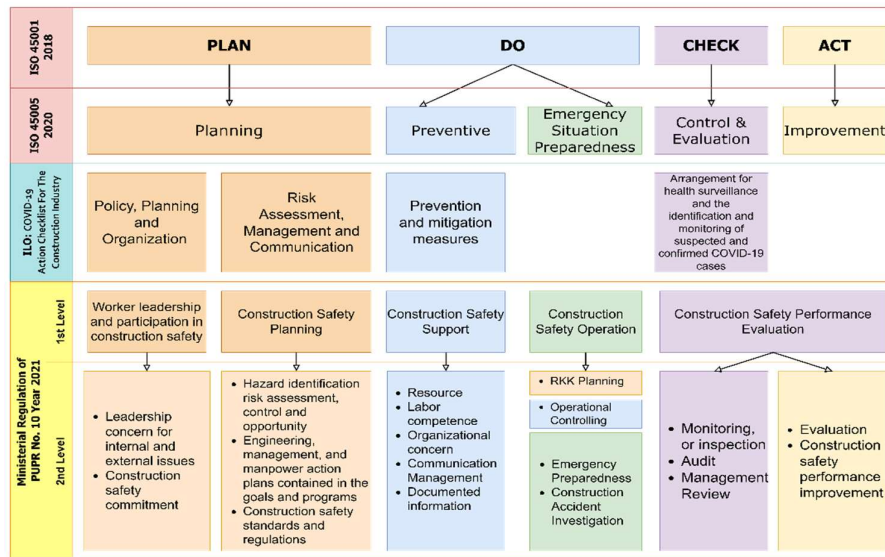 ISO 45001
2018
PLAN
DO
CHECK
ACT
ISO 45005
2020
Planning
Preventive
Emergency
Situation
Preparedness
Control &
Evaluation
Improvement
ILO: COVID-19
Action Checklist For The
Construction Industry
Policy, Planning
and
Organization
Risk
Assessment,
Management and
Communication
Prevention
and mitigation
measures
Arrangement for
health surveillance
and the
identification and
monitoring of
suspected and
confirmed COVID-19
cases
Ministerial Regulation of
PUPR No. 10 Year 2021
1st Level
Worker leadership
and participation in
construction safety
Construction Safety
Planning
Construction Safety
Support
Construction
Safety Operation
Construction Safety Performance
Evaluation
2nd Level
• Leadership
concern for
internal and
external issues
• Construction
safety
commitment
• Hazard identification
risk assessment,
control and
opportunity
• Engineering,
management, and
manpower action
plans contained in the
goals and programs
• Construction safety
standards and
regulations
• Resource
• Labor
competence
• Organizational
concern
• Communication
Management
• Documented
information
• RKK Planning
• Operational
Controlling
• Emergency
Preparedness
• Construction
Accident
Investigation
• Monitoring,
or inspection
• Audit
• Management
Review
• Evaluation
• Construction
safety
performance
improvement